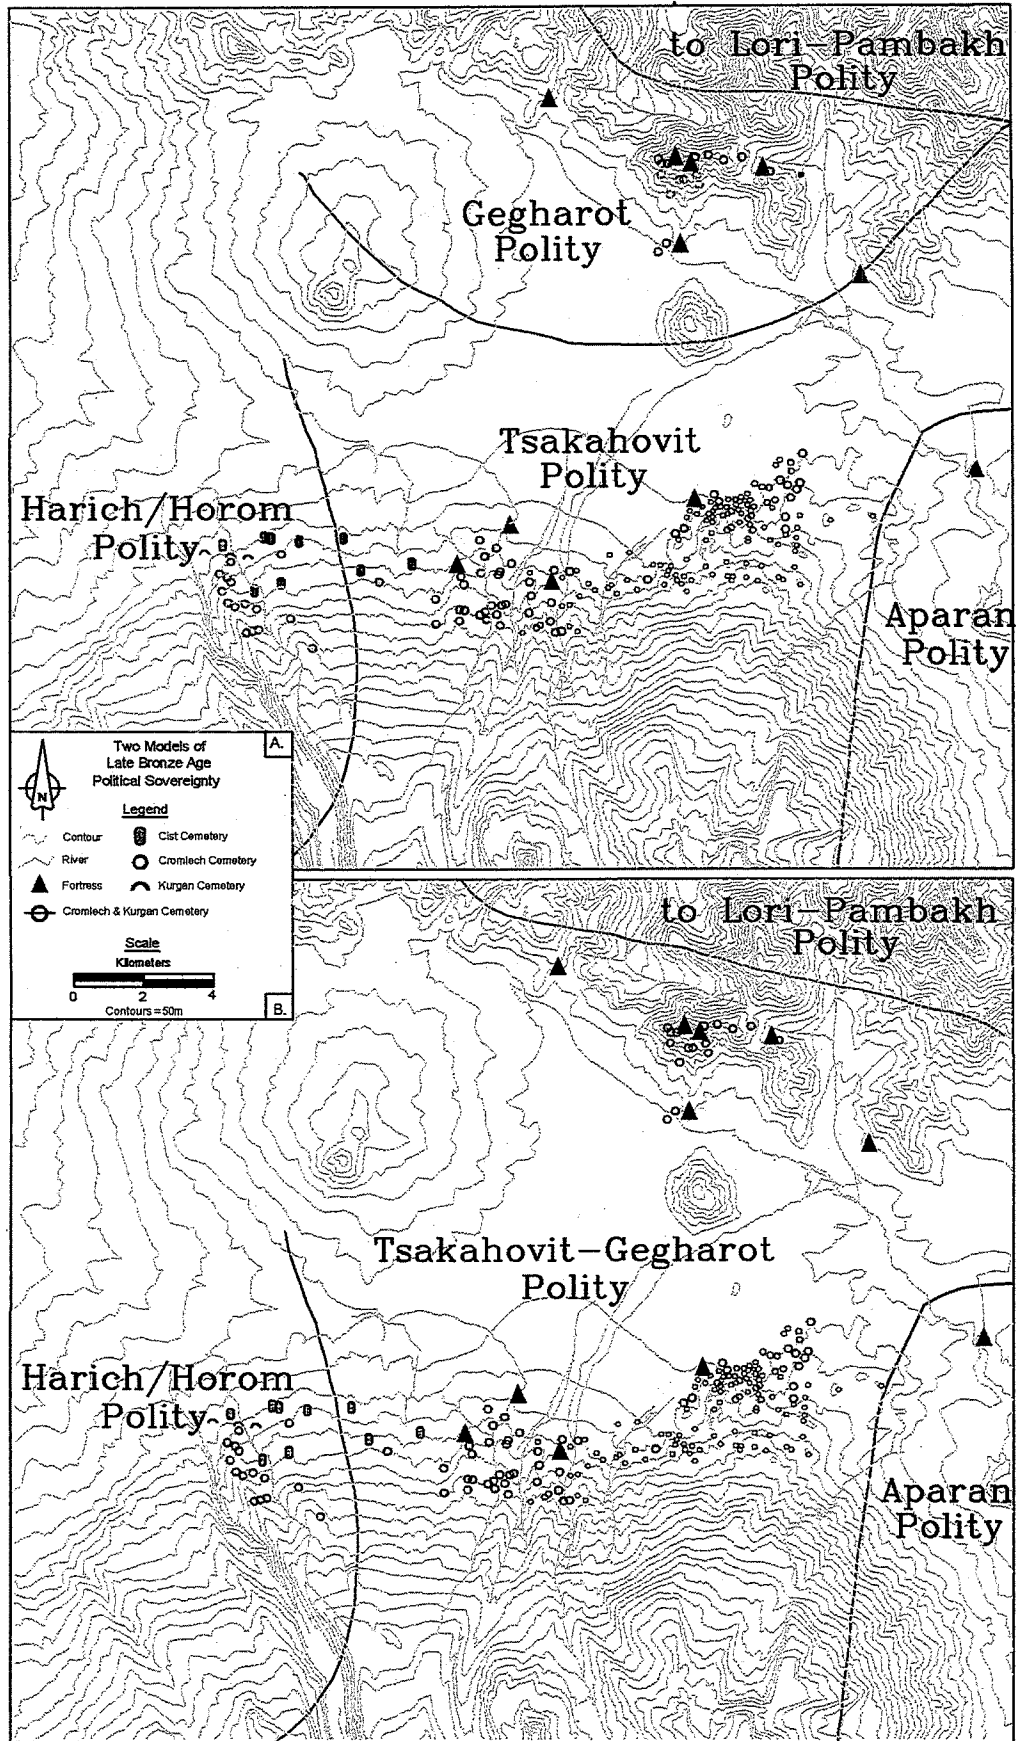 to Lori-Pambakh
Polity
Gegharot
Polity
Tsakahovit
Polity
Harich/Horom
Polity
Aparan
Polity
A.
Two Models of
Late Bronze Age
Political Sovereignty
Legend
Contour
Cist Cemetery
River
Cromlech Cemetery
Fortress
Kurgan Cemetery
Cromlech & Kurgan Cemetery
N
Scale
Kilometers
0 2 4
Contours=50m
B.
to Lori-Pambakh
Polity
Tsakahovit-Gegharot
Polity
Harich/Horom
Polity
Aparan
Polity